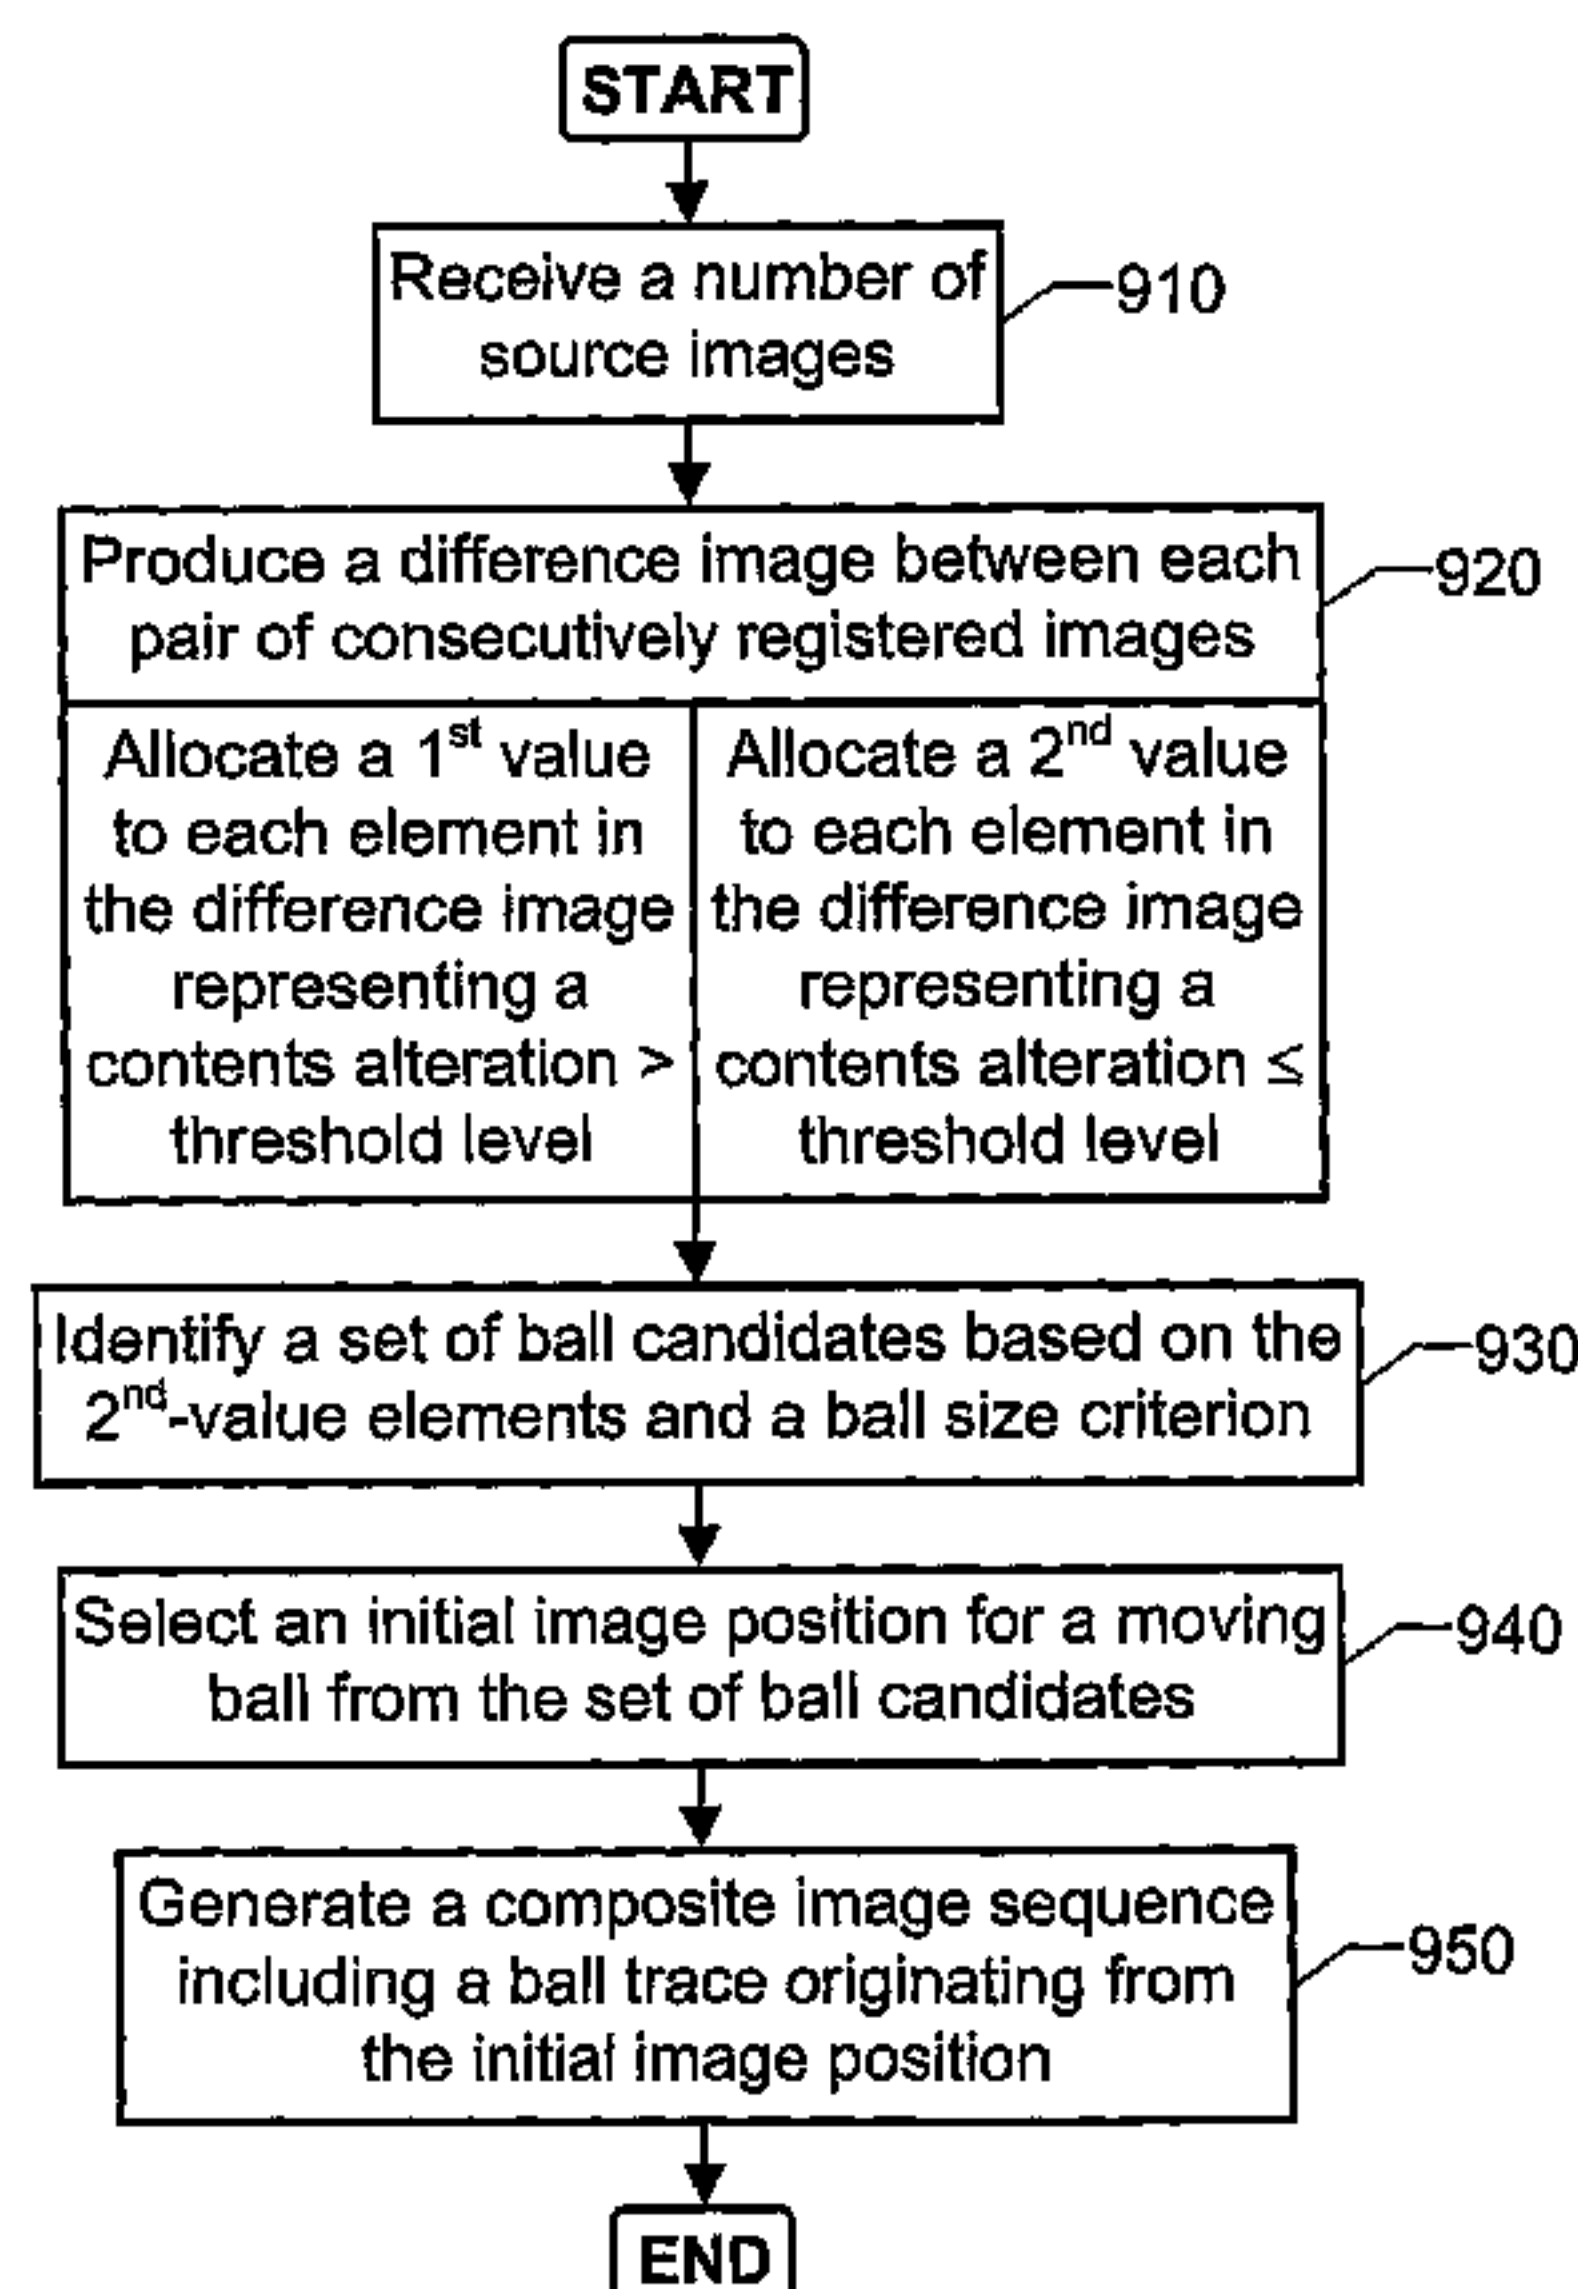 START
Receive a number of
source images
910
Produce a difference image between each
pair of consecutively registered images
920
Allocate a 1st value
to each element in
the difference image
representing a
contents alteration >
threshold level
Allocate a 2nd value
to each element in
the difference image
representing a
contents alteration ≤
threshold level
Identify a set of ball candidates based on the
2nd-value elements and a ball size criterion
930
Select an initial image position for a moving
ball from the set of ball candidates
940
Generate a composite image sequence
including a ball trace originating from
the initial image position
950
END